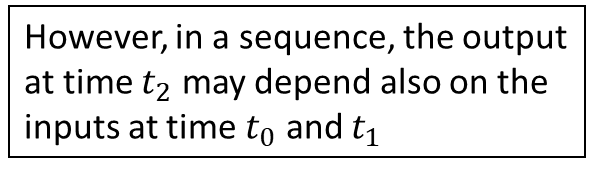 However, in a sequence, the output
at time t₂ may depend also on the
inputs at time t₀ and t₁